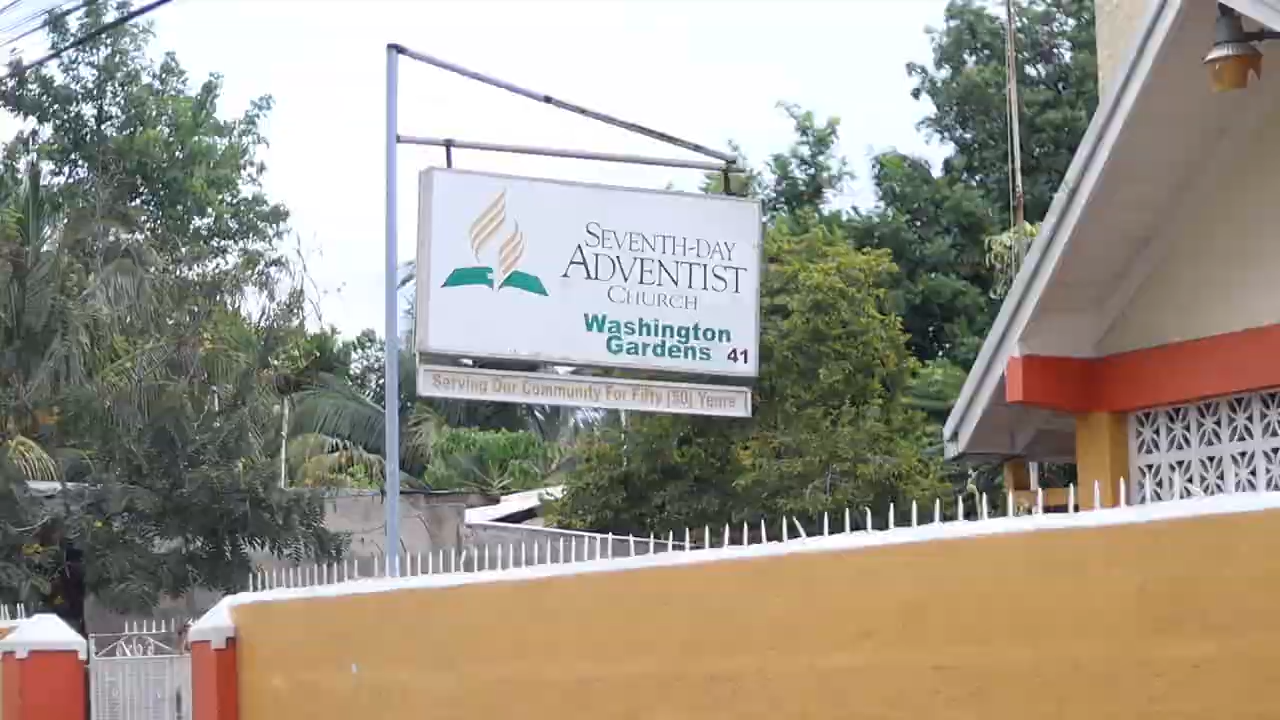 SEVENTH-DAY
ADVENTIST
CHURCH
Washington
Gardens 41
Serving Our Community For Fifty (50) Years